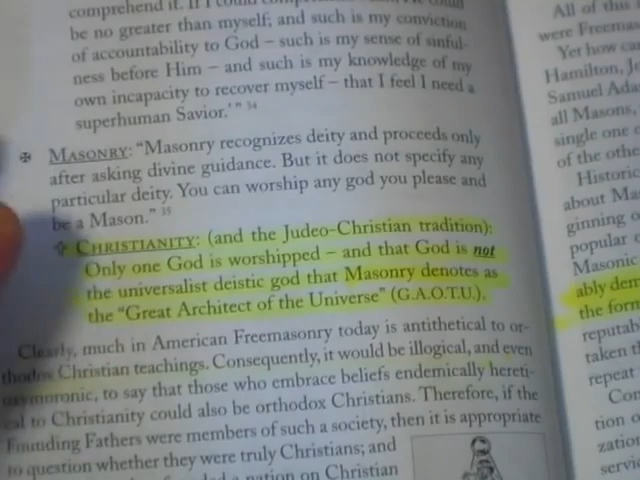 be no greater than myself; and such is my conviction
of accountability to God – such is my sense of sinful-
ness before Him – and such is my knowledge of my
own incapacity to recover myself – that I feel I need a
superhuman Savior.' " 34
MASONRY: "Masonry recognizes deity and proceeds only
after asking divine guidance. But it does not specify any
particular deity. You can worship any god you please and
be a Mason." 35
CHRISTIANITY: (and the Judeo-Christian tradition):
Only one God is worshipped – and that God is not
the universalist deistic god that Masonry denotes as
the "Great Architect of the Universe" (G.A.O.T.U.).
Clearly, much in American Freemasonry today is antithetical to or-
thodox Christian teachings. Consequently, it would be illogical, and even
oxymoronic, to say that those who embrace beliefs endemically hereti-
cal to Christianity could also be orthodox Christians. Therefore, if the
Founding Fathers were members of such a society, then it is appropriate
to question whether they were truly Christians; and
nation on Christian
All of this
were Freemas
Yet how can
Hamilton, J
Samuel Ada
all Masons,
single one
of the othe
Historic
about Ma
ginning
popular
Masonic
ably dem
the form
reputab
taken t
repeat
Con
tion o
zation
servic